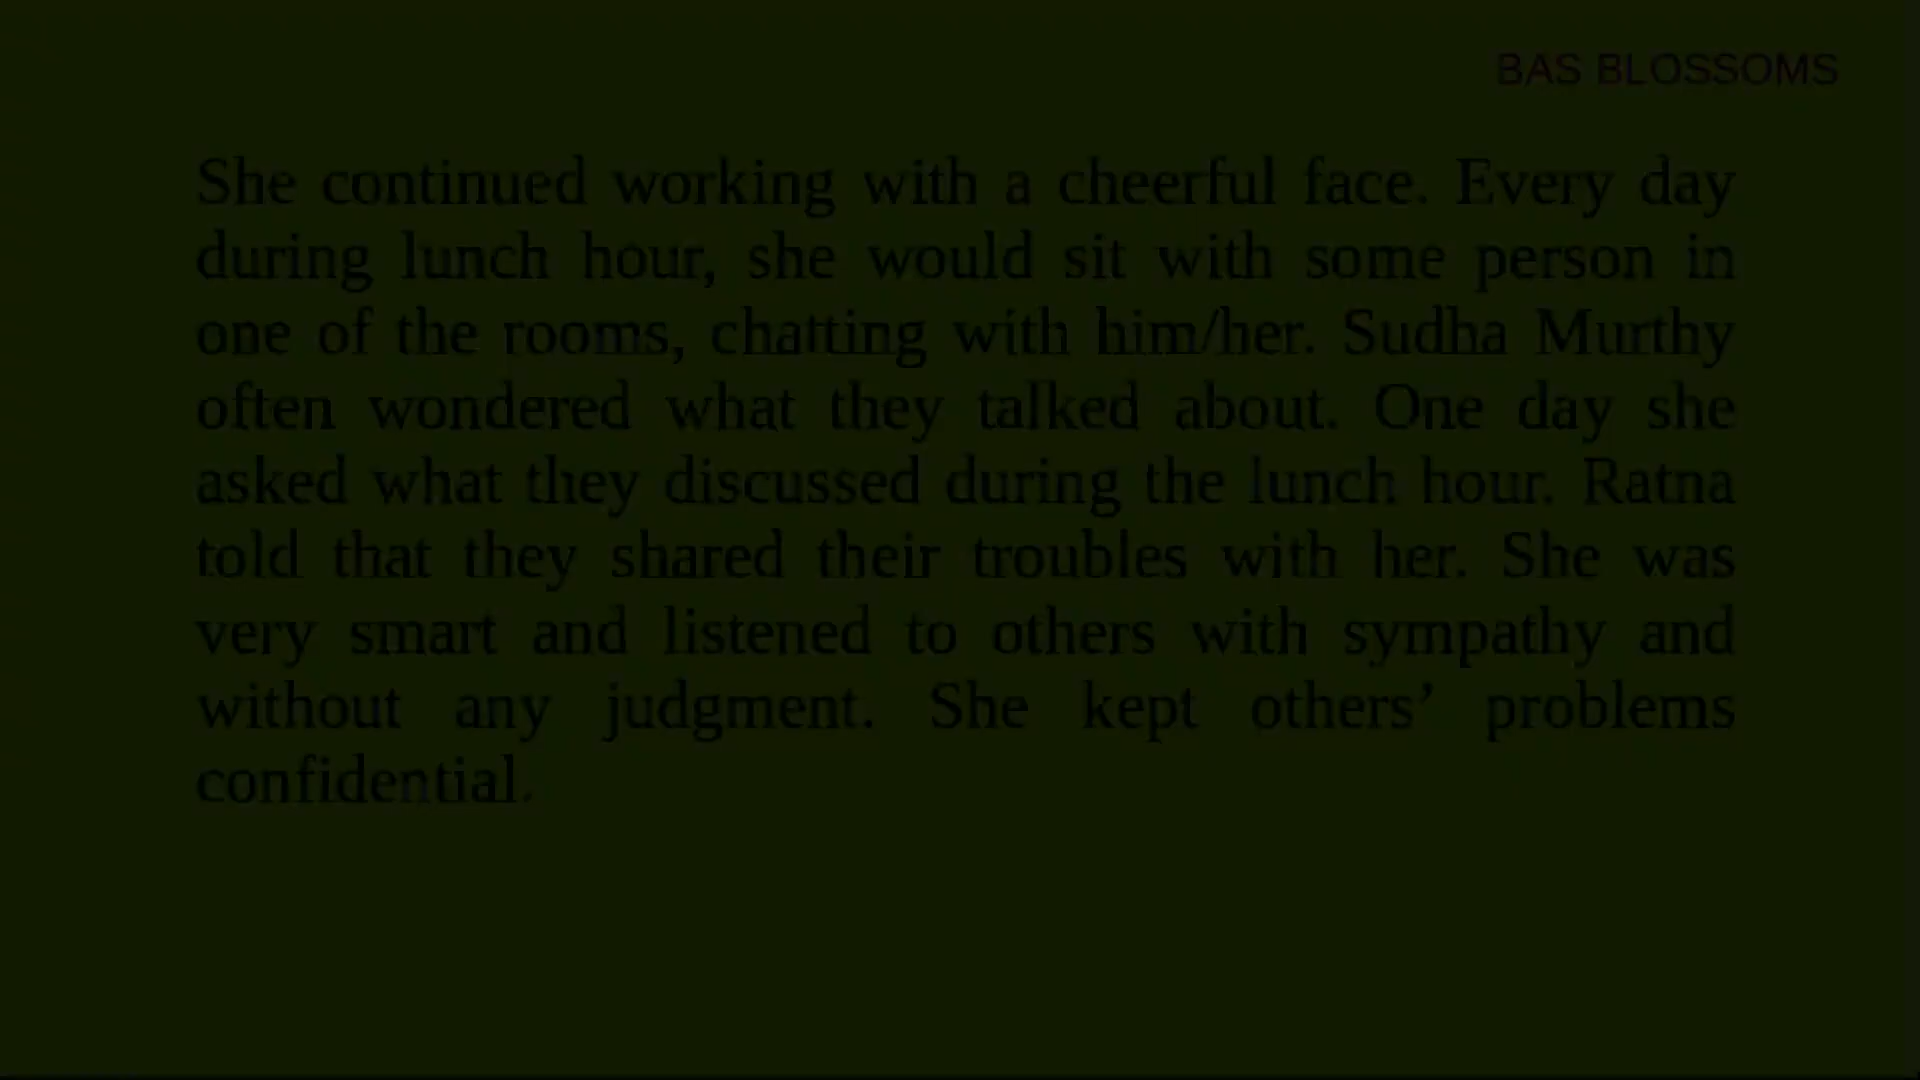 BAS BLOSSOMS
She continued working with a cheerful face. Every day
during lunch hour, she would sit with some person in
one of the rooms, chatting with him/her. Sudha Murthy
often wondered what they talked about. One day she
asked what they discussed during the lunch hour. Ratna
told that they shared their troubles with her. She was
very smart and listened to others with sympathy and
without any judgment. She kept others’ problems
confidential.